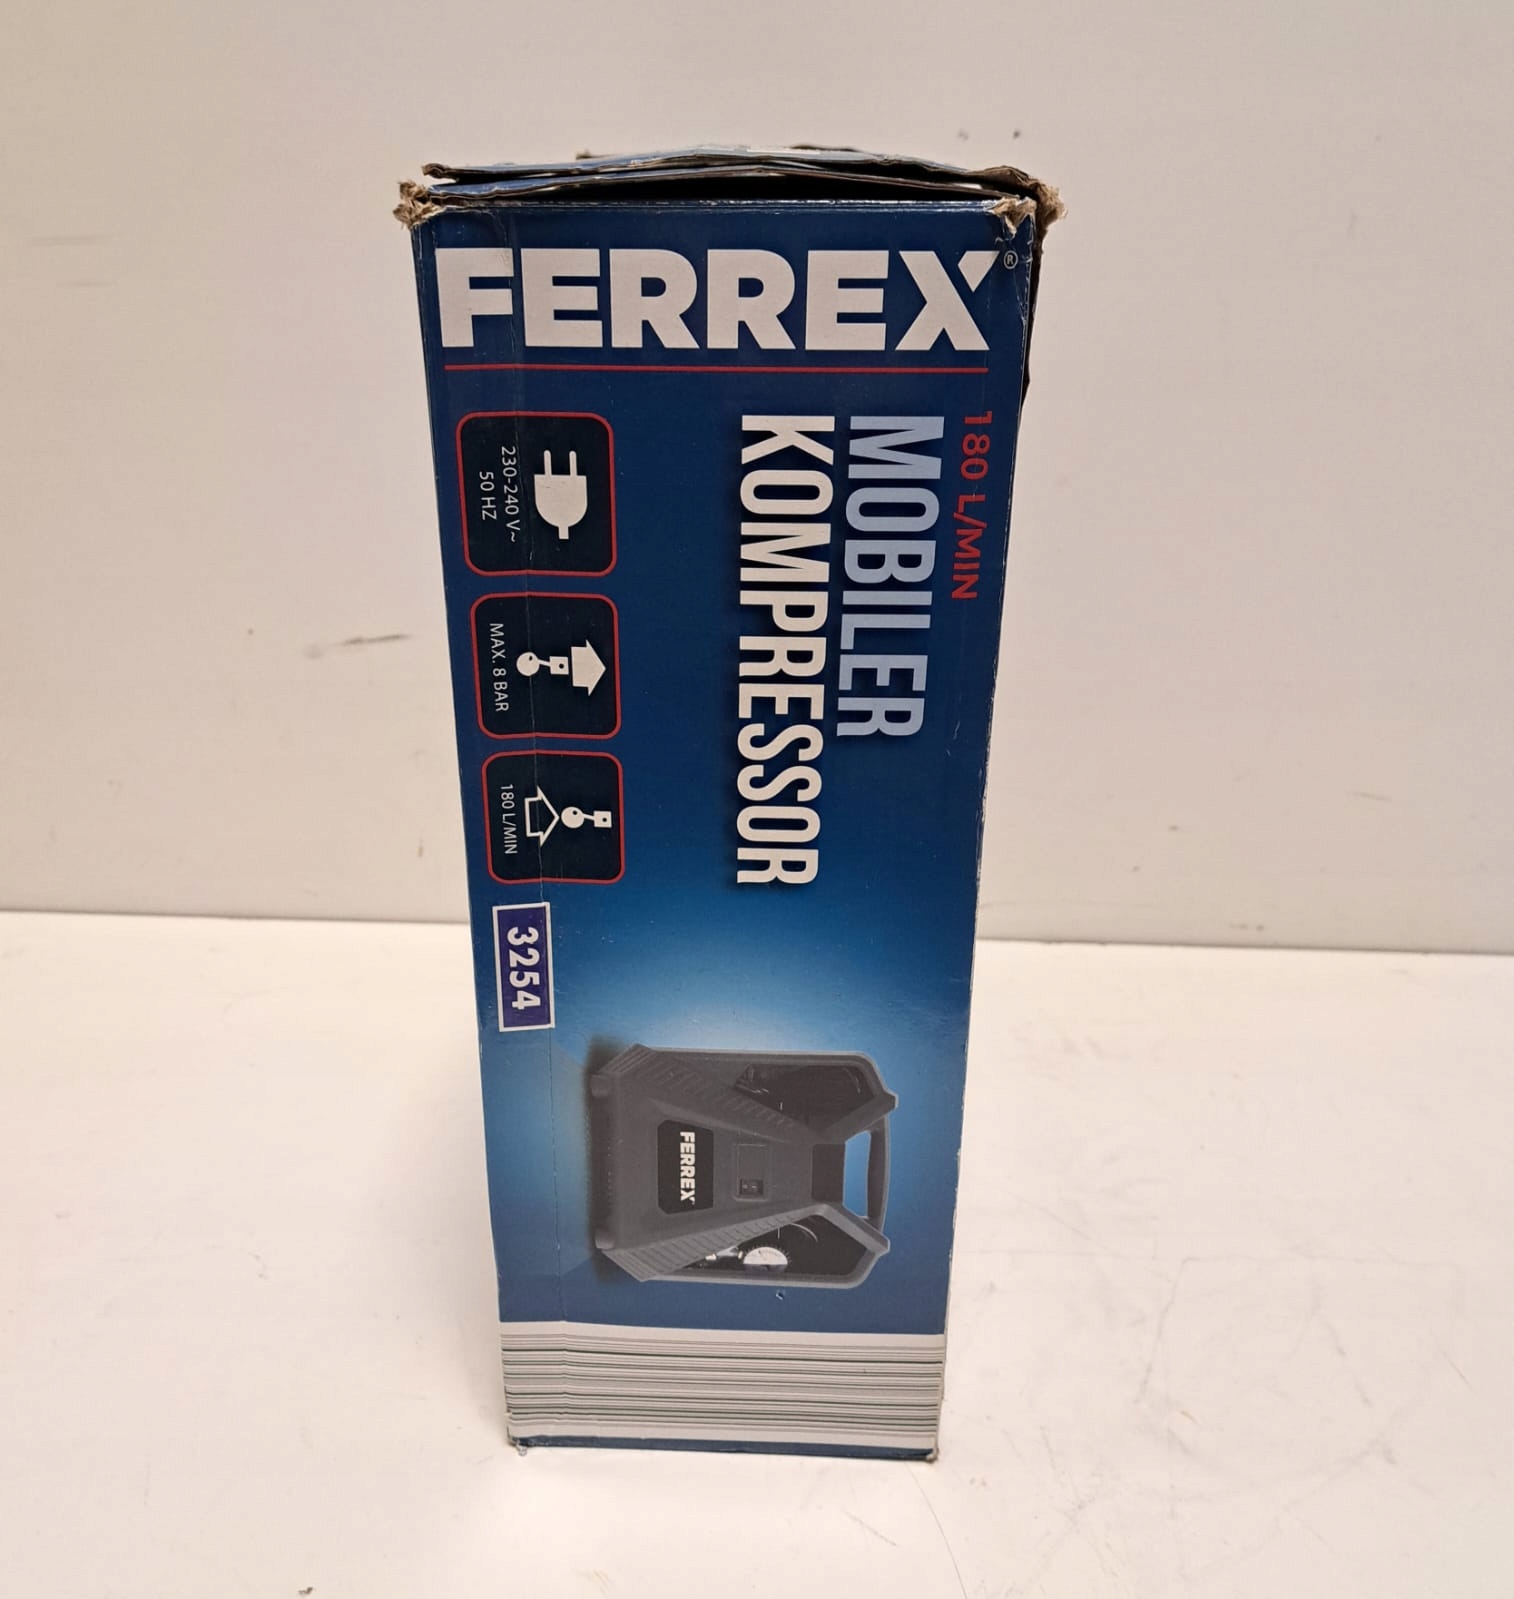 FERREX®
180 L/MIN
MOBILER
KOMPRESSOR
230-240 V~
50 HZ
MAX. 8 BAR
180 L/MIN
3254
FERREX